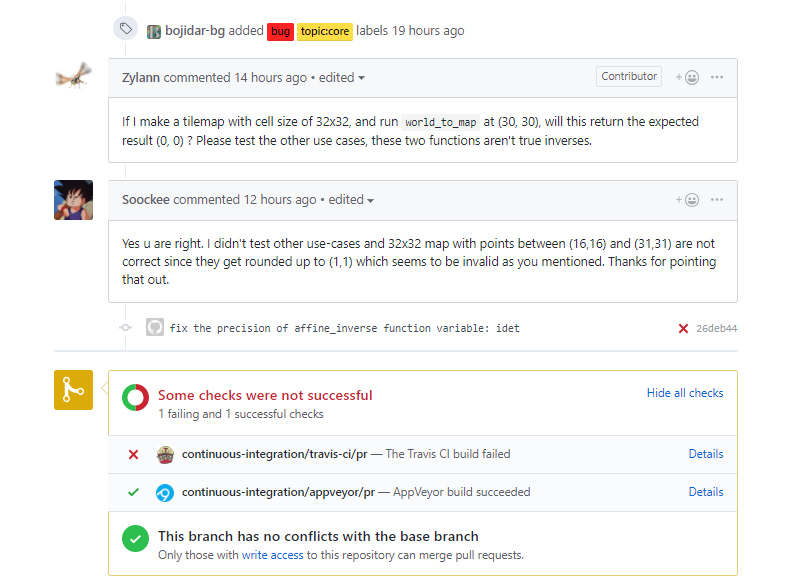 bojidar-bg added bug topic:core labels 19 hours ago
Zylann commented 14 hours ago • edited
Contributor
If I make a tilemap with cell size of 32x32, and run world_to_map at (30, 30), will this return the expected
result (0, 0) ? Please test the other use cases, these two functions aren't true inverses.
Soockee commented 12 hours ago • edited
Yes u are right. I didn't test other use-cases and 32x32 map with points between (16,16) and (31,31) are not
correct since they get rounded up to (1,1) which seems to be invalid as you mentioned. Thanks for pointing
that out.
fix the precision of affine_inverse function variable: idet
26deb44
Some checks were not successful
Hide all checks
1 failing and 1 successful checks
continuous-integration/travis-ci/pr — The Travis CI build failed
Details
continuous-integration/appveyor/pr — AppVeyor build succeeded
Details
This branch has no conflicts with the base branch
Only those with write access to this repository can merge pull requests.